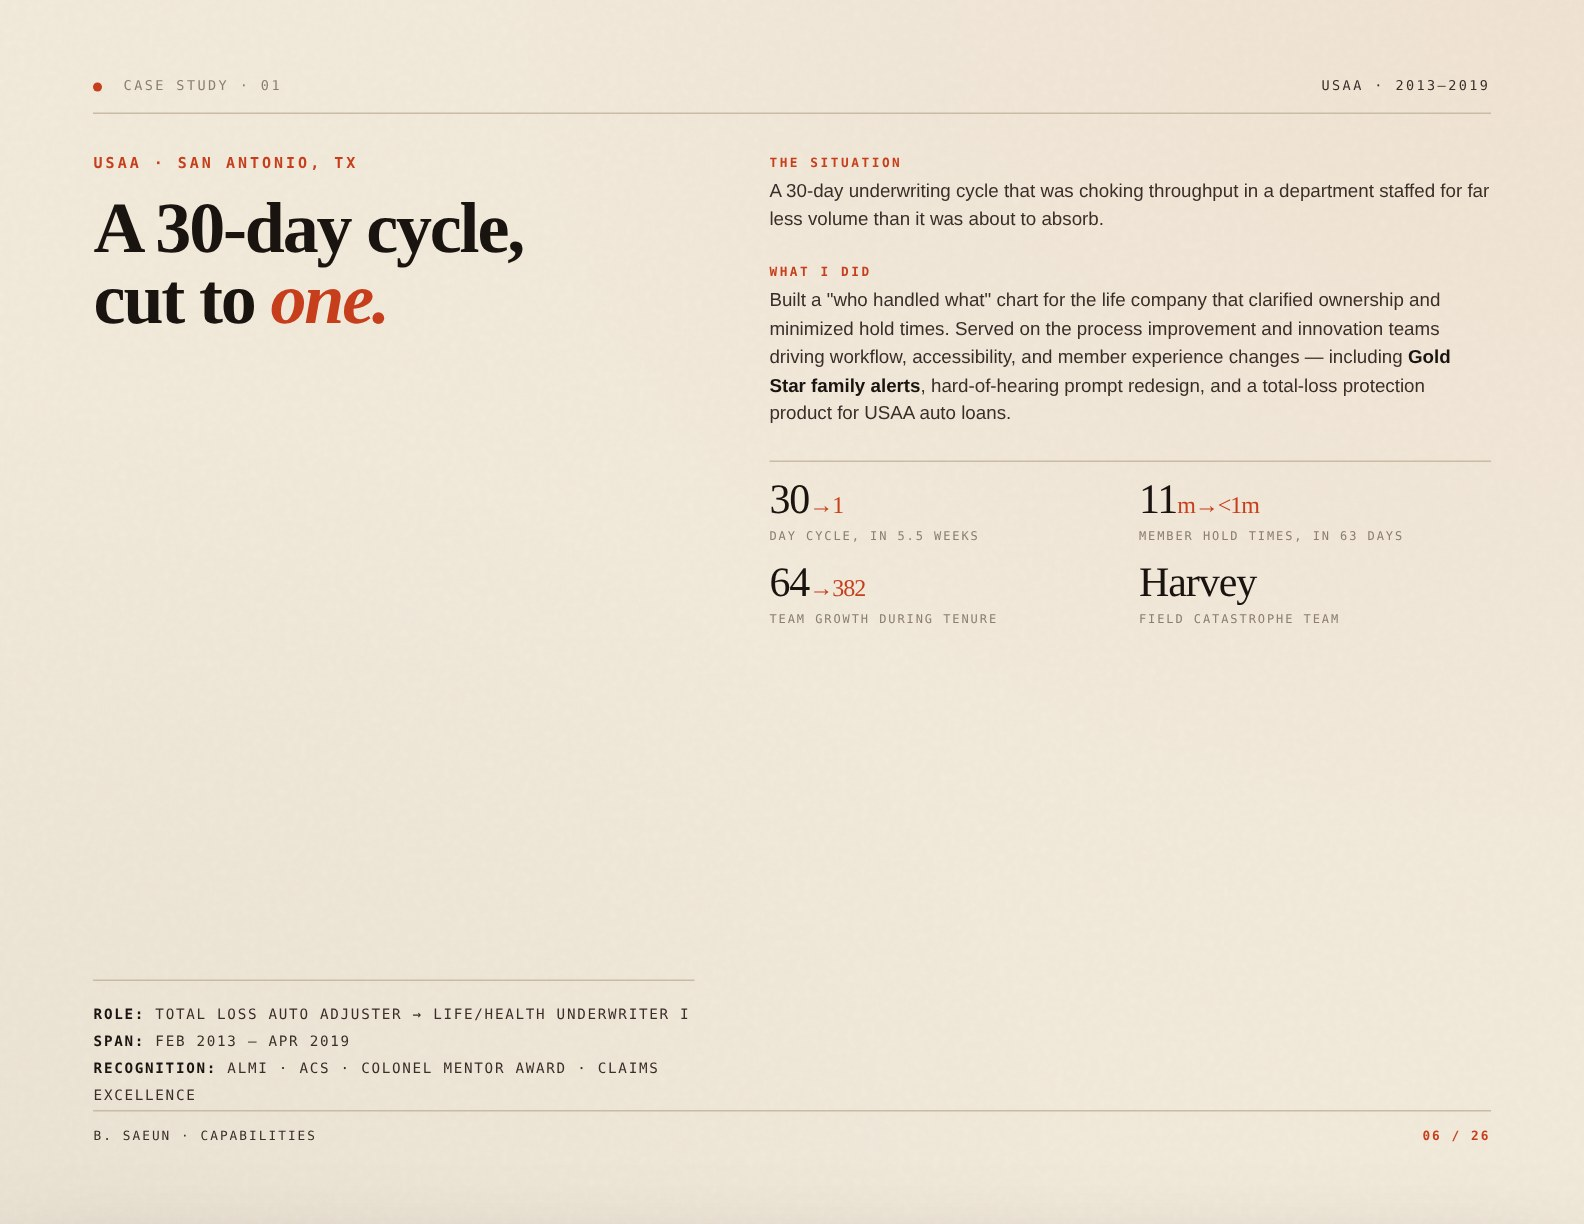 CASE STUDY · 01
USAA · 2013—2019
USAA · SAN ANTONIO, TX
A 30-day cycle,
cut to one.
THE SITUATION
A 30-day underwriting cycle that was choking throughput in a department staffed for far
less volume than it was about to absorb.
WHAT I DID
Built a "who handled what" chart for the life company that clarified ownership and
minimized hold times. Served on the process improvement and innovation teams
driving workflow, accessibility, and member experience changes — including Gold
Star family alerts, hard-of-hearing prompt redesign, and a total-loss protection
product for USAA auto loans.
30→1
DAY CYCLE, IN 5.5 WEEKS
11m→<1m
MEMBER HOLD TIMES, IN 63 DAYS
64→382
TEAM GROWTH DURING TENURE
Harvey
FIELD CATASTROPHE TEAM
ROLE: TOTAL LOSS AUTO ADJUSTER → LIFE/HEALTH UNDERWRITER I
SPAN: FEB 2013 — APR 2019
RECOGNITION: ALMI · ACS · COLONEL MENTOR AWARD · CLAIMS
EXCELLENCE
B. SAEUN · CAPABILITIES
06 / 26